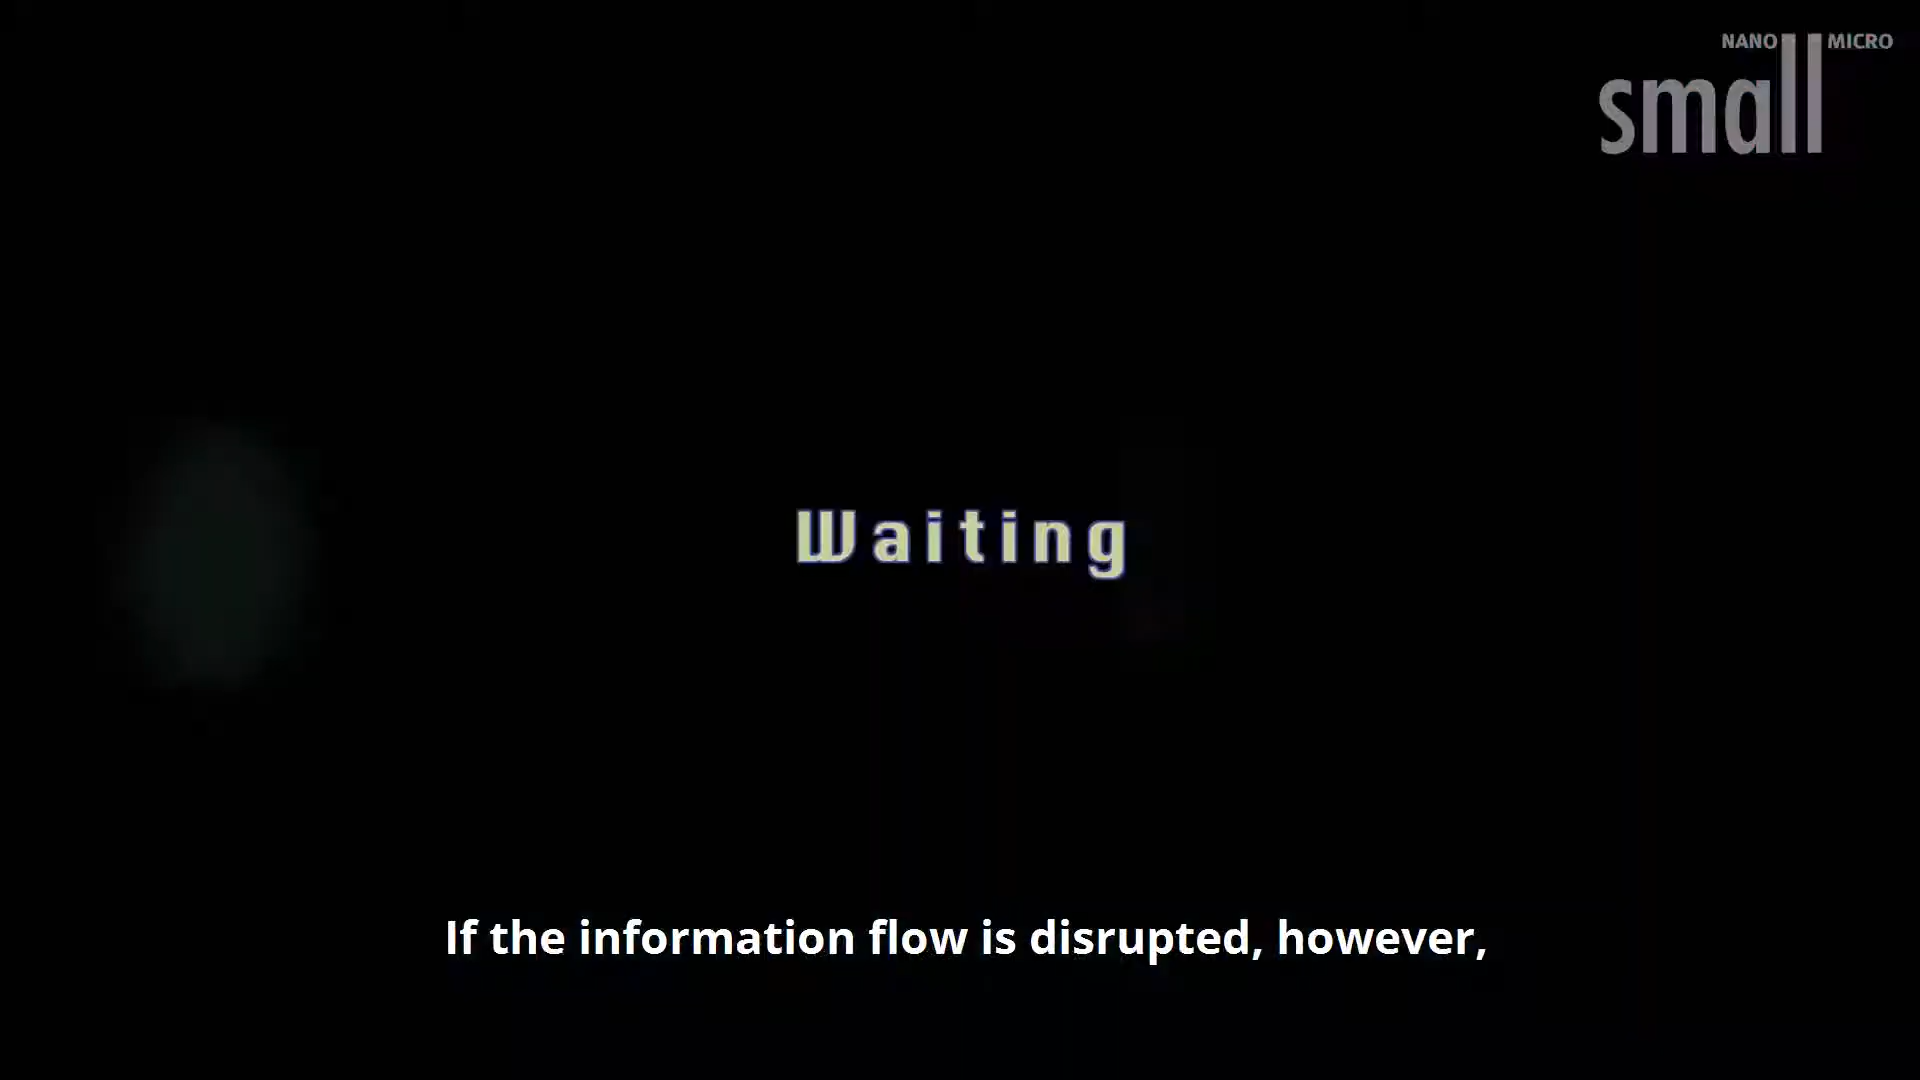 NANO MICRO
small
Waiting
If the information flow is disrupted, however,